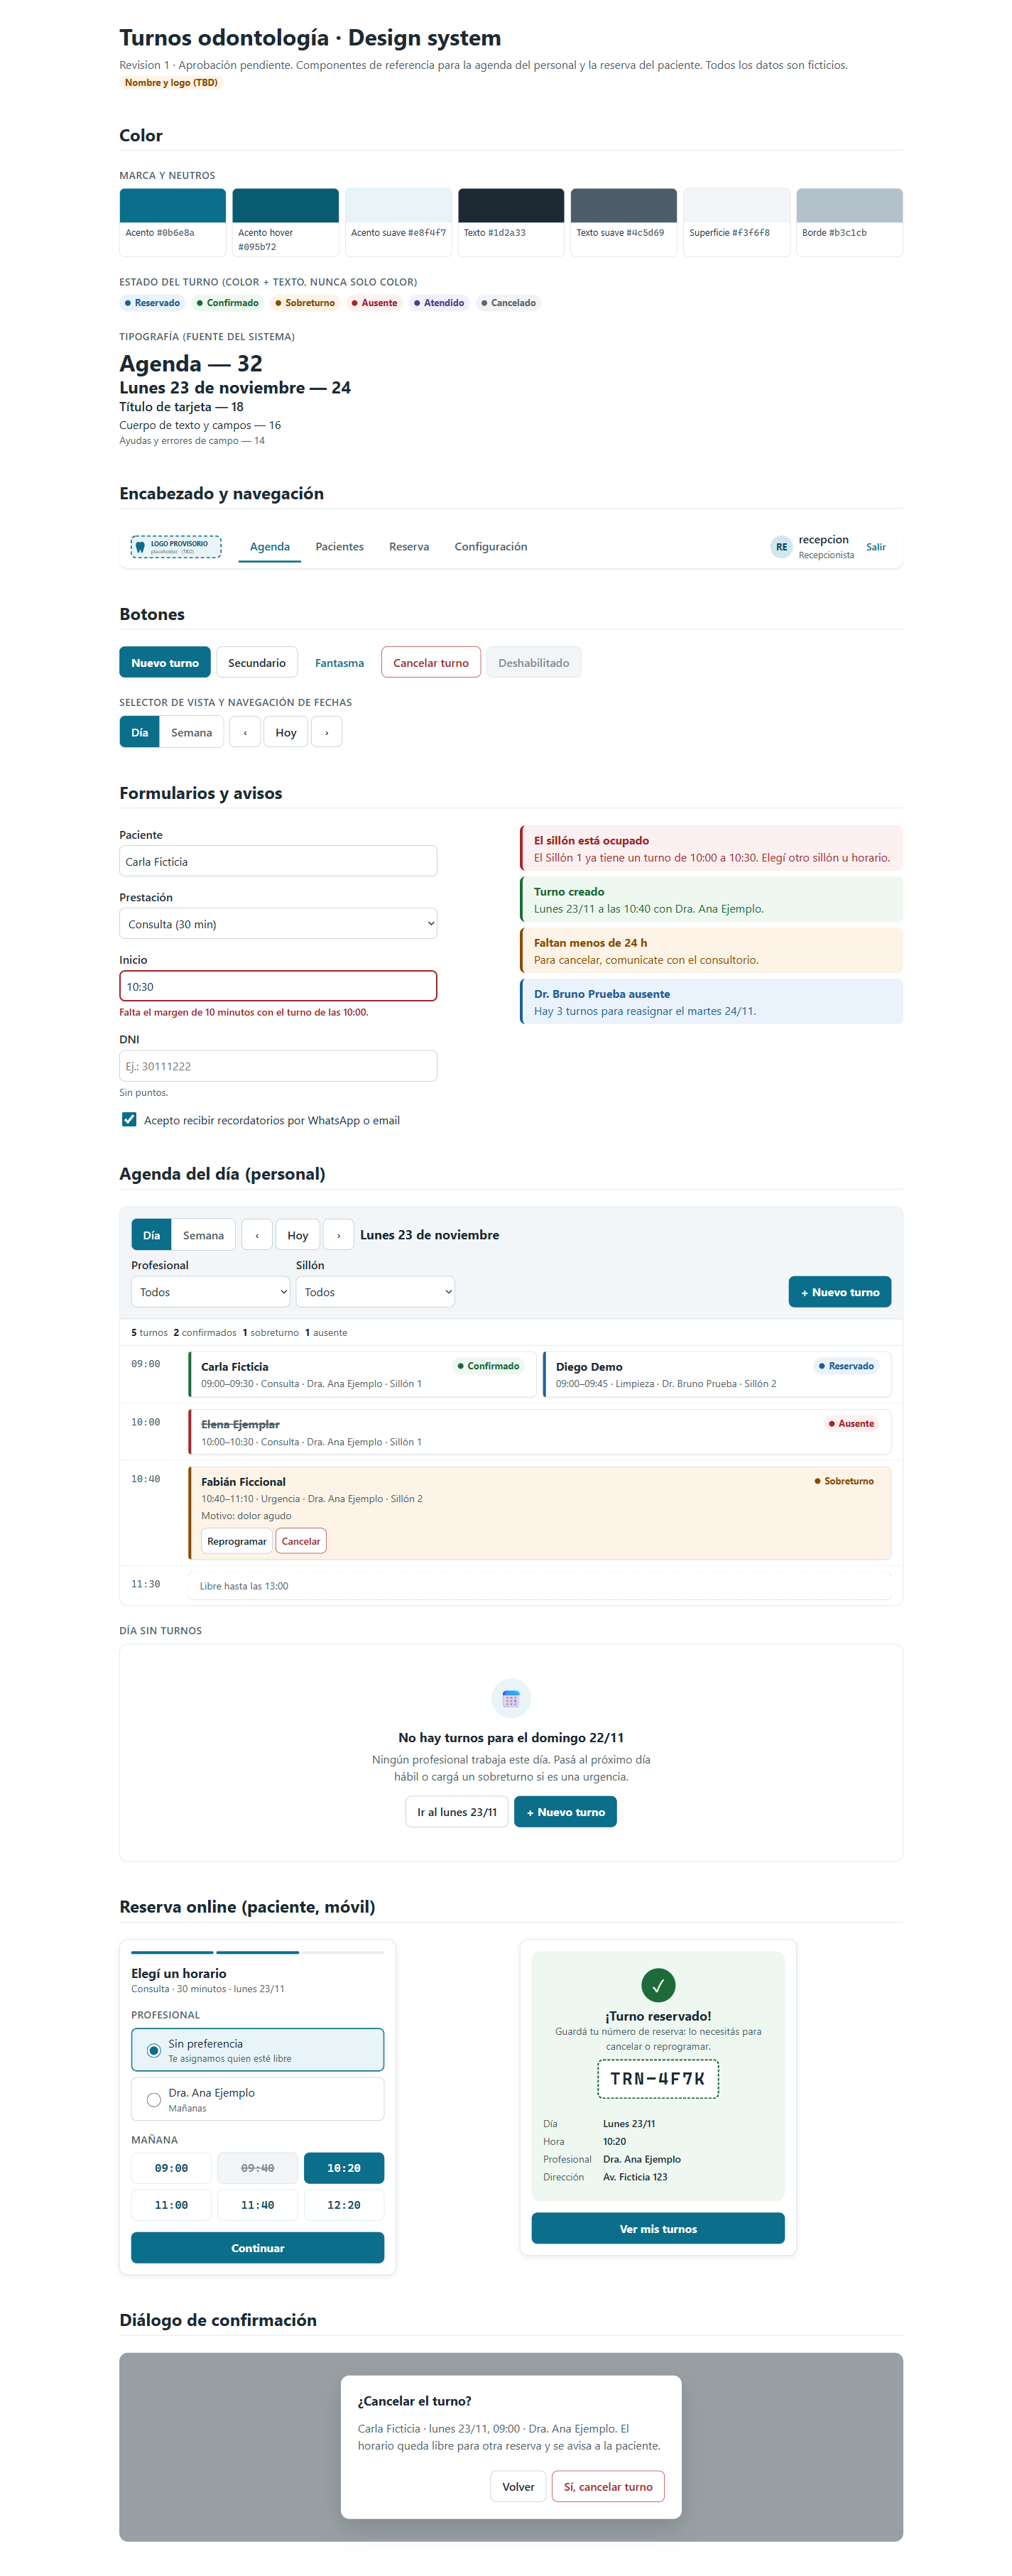 Turnos odontología · Design system
Revision 1 · Aprobación pendiente. Componentes de referencia para la agenda del personal y la reserva del paciente. Todos los datos son ficticios.
Nombre y logo (TBD)
Color
MARCA Y NEUTROS
Acento #0b6e8a
Acento hover
#095b72
Acento suave #e8f4f7
Texto #1d2a33
Texto suave #4c5d69
Superficie #f3f6f8
Borde #b3c1cb
ESTADO DEL TURNO (COLOR + TEXTO, NUNCA SOLO COLOR)
Reservado
Confirmado
Sobreturno
Ausente
Atendido
Cancelado
TIPOGRAFÍA (FUENTE DEL SISTEMA)
Agenda — 32
Lunes 23 de noviembre — 24
Título de tarjeta — 18
Cuerpo de texto y campos — 16
Ayudas y errores de campo — 14
Encabezado y navegación
LOGO PROVISORIO
placeholder · (TBD)
Agenda
Pacientes
Reserva
Configuración
RE
recepcion
Recepcionista
Salir
Botones
Nuevo turno
Secundario
Fantasma
Cancelar turno
Deshabilitado
SELECTOR DE VISTA Y NAVEGACIÓN DE FECHAS
Día
Semana
‹
Hoy
›
Formularios y avisos
Paciente
Carla Ficticia
Prestación
Consulta (30 min)
Inicio
10:30
Falta el margen de 10 minutos con el turno de las 10:00.
DNI
Ej.: 30111222
Sin puntos.
Acepto recibir recordatorios por WhatsApp o email
El sillón está ocupado
El Sillón 1 ya tiene un turno de 10:00 a 10:30. Elegí otro sillón u horario.
Turno creado
Lunes 23/11 a las 10:40 con Dra. Ana Ejemplo.
Faltan menos de 24 h
Para cancelar, comunicate con el consultorio.
Dr. Bruno Prueba ausente
Hay 3 turnos para reasignar el martes 24/11.
Agenda del día (personal)
Día
Semana
‹
Hoy
›
Lunes 23 de noviembre
Profesional
Todos
Sillón
Todos
+ Nuevo turno
5 turnos 2 confirmados 1 sobreturno 1 ausente
09:00
Carla Ficticia
Confirmado
09:00–09:30 · Consulta · Dra. Ana Ejemplo · Sillón 1
Diego Demo
Reservado
09:00–09:45 · Limpieza · Dr. Bruno Prueba · Sillón 2
10:00
Elena Ejemplar
Ausente
10:00–10:30 · Consulta · Dra. Ana Ejemplo · Sillón 1
10:40
Fabián Ficcional
Sobreturno
10:40–11:10 · Urgencia · Dra. Ana Ejemplo · Sillón 2
Motivo: dolor agudo
Reprogramar
Cancelar
11:30
Libre hasta las 13:00
DÍA SIN TURNOS
No hay turnos para el domingo 22/11
Ningún profesional trabaja este día. Pasá al próximo día
hábil o cargá un sobreturno si es una urgencia.
Ir al lunes 23/11
+ Nuevo turno
Reserva online (paciente, móvil)
Elegí un horario
Consulta · 30 minutos · lunes 23/11
PROFESIONAL
Sin preferencia
Te asignamos quien esté libre
Dra. Ana Ejemplo
Mañanas
MAÑANA
09:00
09:40
10:20
11:00
11:40
12:20
Continuar
¡Turno reservado!
Guardá tu número de reserva: lo necesitás para
cancelar o reprogramar.
TRN-4F7K
Día Lunes 23/11
Hora 10:20
Profesional Dra. Ana Ejemplo
Dirección Av. Ficticia 123
Ver mis turnos
Diálogo de confirmación
¿Cancelar el turno?
Carla Ficticia · lunes 23/11, 09:00 · Dra. Ana Ejemplo. El
horario queda libre para otra reserva y se avisa a la paciente.
Volver
Sí, cancelar turno